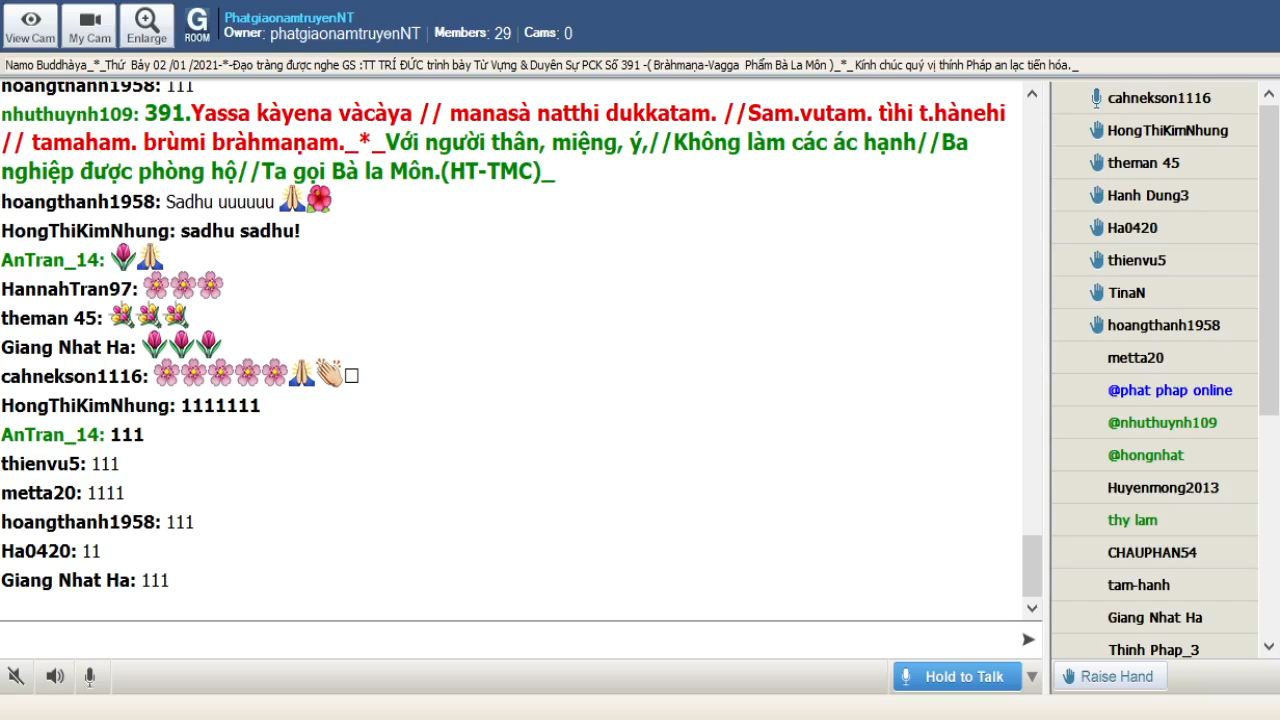 View Cam
My Cam
Enlarge
G
ROOM
PhatgiaonamtruyenNT
Owner: phatgiaonamtruyenNT | Members: 29 | Cams: 0
Namo Buddhàya_*_Thứ Bảy 02 /01 /2021-*-Đạo tràng được nghe GS :TT TRÍ ĐỨC trình bày Từ Vựng & Duyên Sự PCK Số 391 -( Bràhmaṇa-Vagga Phẩm Bà La Môn )_*_ Kính chúc quý vị thính Pháp an lạc tiến hóa._
hoangthanh1958: 111
nhuthuynh109: 391.Yassa kàyena vàcàya // manasà natthi dukkatam. //Sam.vutam. tìhi t.hànehi
// tamaham. brùmi bràhmaṇam._*_Với người thân, miệng, ý,//Không làm các ác hạnh//Ba
nghiệp được phòng hộ//Ta gọi Bà la Môn.(HT-TMC)_
hoangthanh1958: Sadhu uuuuuu 🙏🌺
HongThiKimNhung: sadhu sadhu!
AnTran_14: 🌷🙏
HannahTran97: 🌸🌸🌸
theman 45: 💐💐💐
Giang Nhat Ha: 🌷🌷🌷
cahnekson1116: 🌸🌸🌸🌸🌸🙏👏□
HongThiKimNhung: 1111111
AnTran_14: 111
thienvu5: 111
metta20: 1111
hoangthanh1958: 111
Ha0420: 11
Giang Nhat Ha: 111
Hold to Talk
cahnekson1116
HongThiKimNhung
theman 45
Hanh Dung3
Ha0420
thienvu5
TinaN
hoangthanh1958
metta20
@phat phap online
@nhuthuynh109
@hongnhat
Huyenmong2013
thy lam
CHAUPHAN54
tam-hanh
Giang Nhat Ha
Thinh Phap_3
Raise Hand